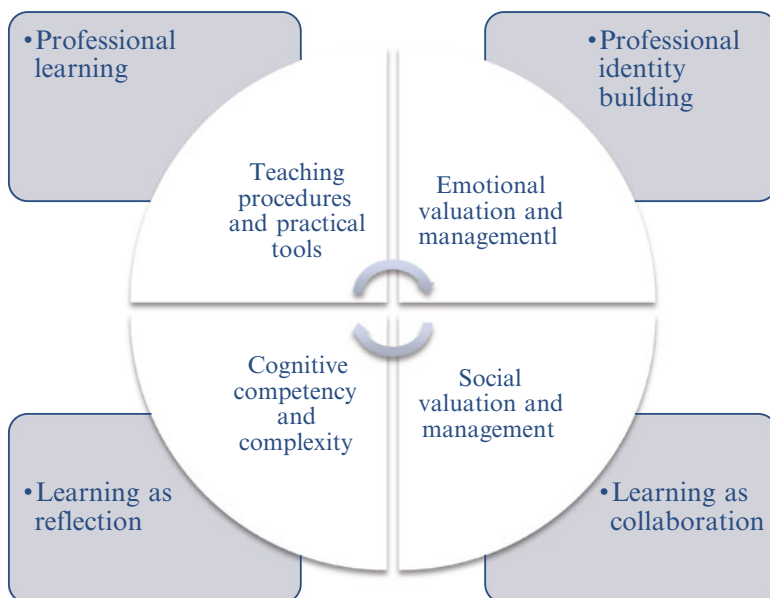 •Professional
learning
•Professional
identity
building
Teaching
procedures
and practical
tools
Emotional
valuation and
managementl
Cognitive
competency
and
complexity
Social
valuation and
management
•Learning as
reflection
•Learning as
collaboration